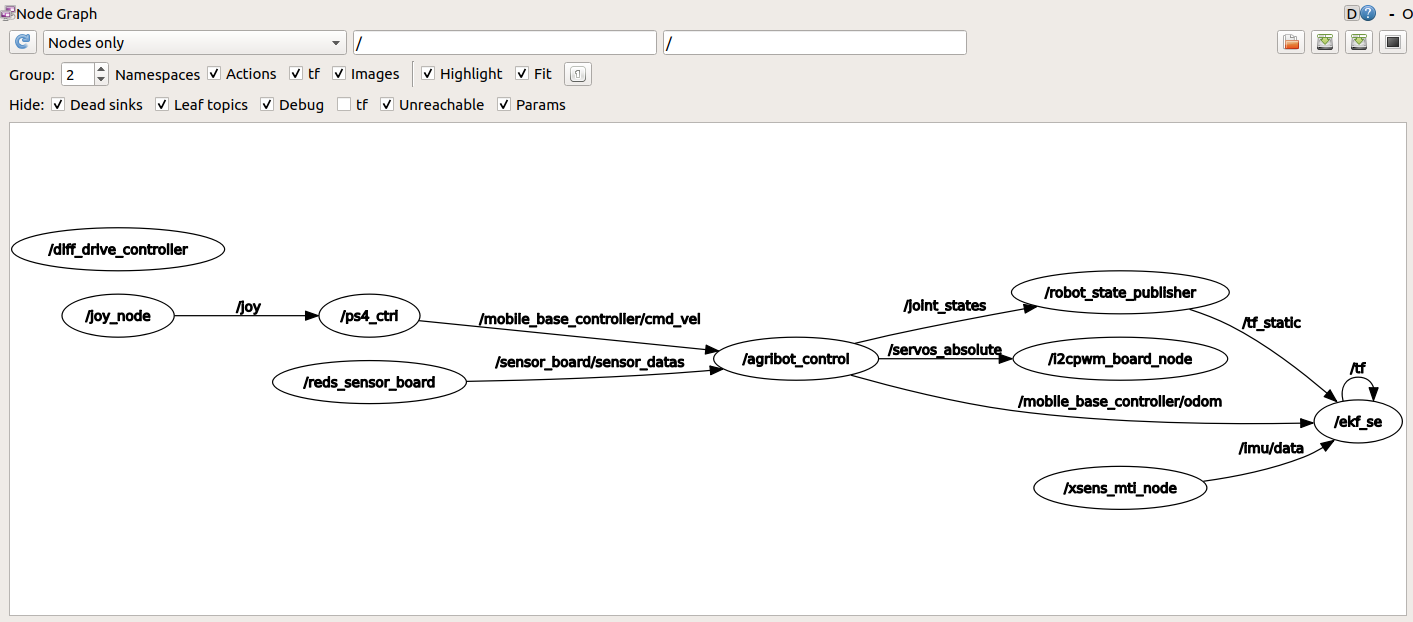 Node Graph D ? - O
Nodes only / /
Group: 2 Namespaces Actions tf Images Highlight Fit
Hide: Dead sinks Leaf topics Debug tf Unreachable Params
/diff_drive_controller
/joy_node /joy /ps4_ctrl /mobile_base_controller/cmd_vel
/reds_sensor_board /sensor_board/sensor_datas
/agribot_control
/joint_states /robot_state_publisher /tf_static
/servos_absolute /i2cpwm_board_node
/mobile_base_controller/odom
/tf
/ekf_se
/imu/data
/xsens_mti_node